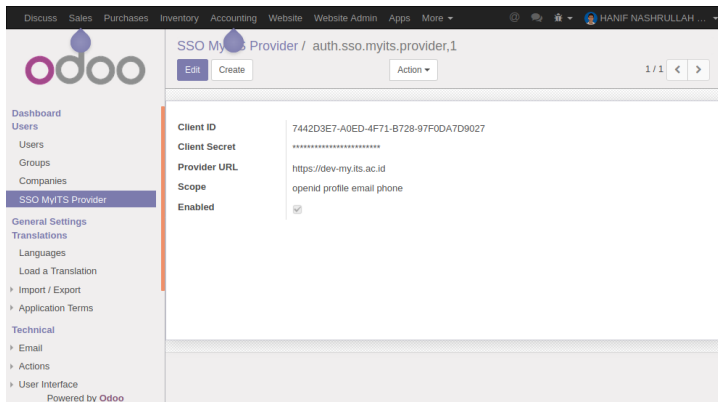 Discuss Sales Purchases Inventory Accounting Website Website Admin Apps More @ HANIF NASHRULLAH ...
odoo
SSO MyITS Provider / auth.sso.myits.provider,1
Edit Create Action 1 / 1
Dashboard
Users
Users
Groups
Companies
SSO MyITS Provider
General Settings
Translations
Languages
Load a Translation
Import / Export
Application Terms
Technical
Email
Actions
User Interface
Powered by Odoo
Client ID 7442D3E7-A0ED-4F71-B728-97F0DA7D9027
Client Secret ************************
Provider URL https://dev-my.its.ac.id
Scope openid profile email phone
Enabled